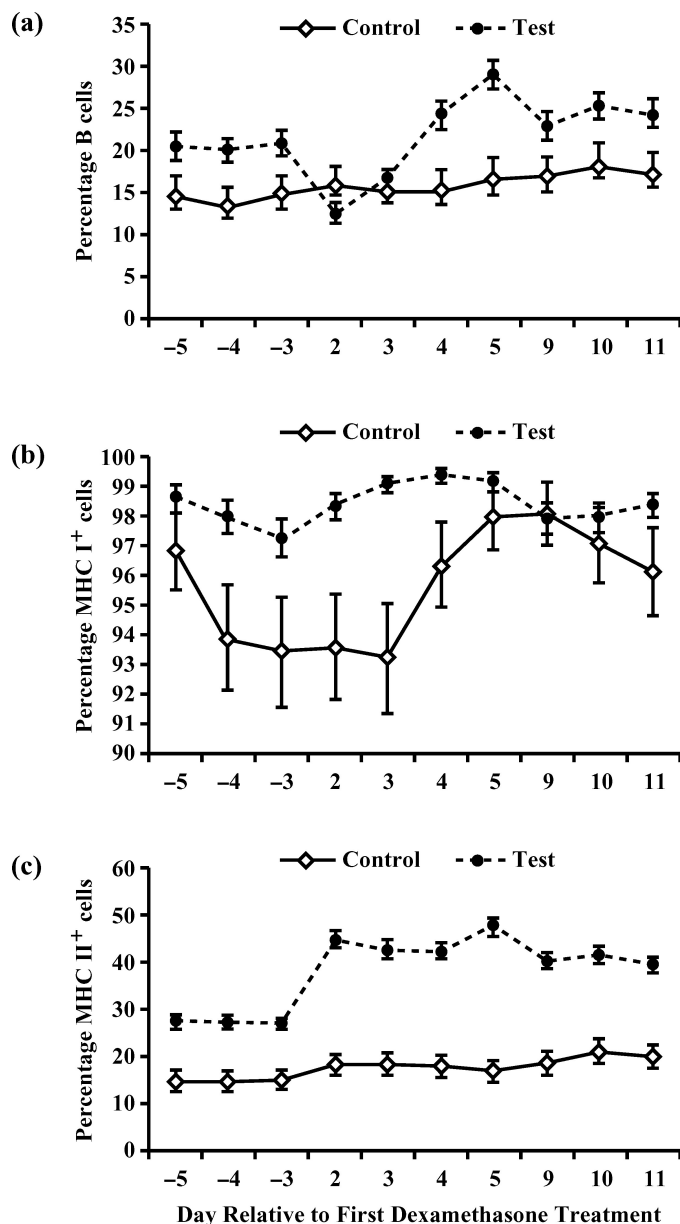 (a)
Control Test
Percentage B cells
35
30
25
20
15
10
5
0
–5 –4 –3 2 3 4 5 9 10 11
Control Test
(b)
Percentage MHC I+ cells
100
99
98
97
96
95
94
93
92
91
90
–5 –4 –3 2 3 4 5 9 10 11
(c)
Control Test
Percentage MHC II+ cells
60
50
40
30
20
10
0
–5 –4 –3 2 3 4 5 9 10 11
Day Relative to First Dexamethasone Treatment